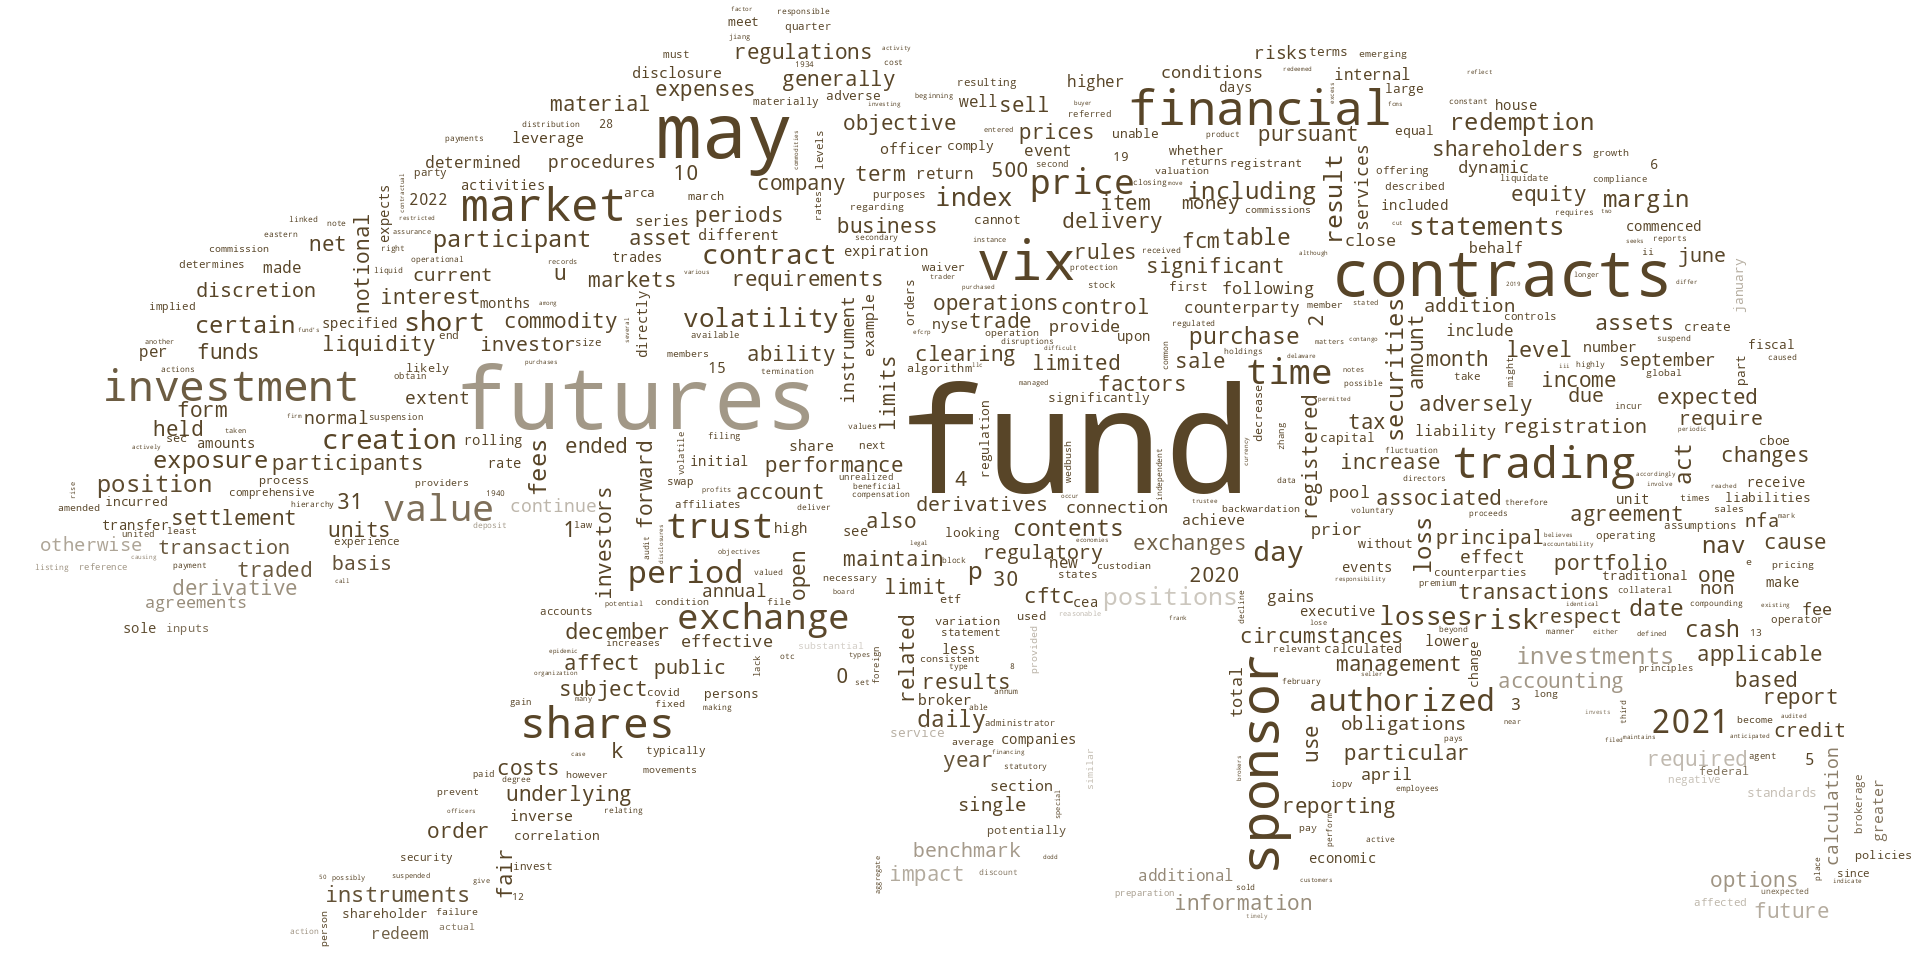 factor responsible
meet quarter
jiang
must regulations activity
risks terms emerging
1934 cost
disclosure generally resulting higher conditions internal redeemed reflect
expenses days large
material materially adverse investing beginning well sell buyer financial excess fcms constant house
distribution 28 may commodities objective entered prices referred unable product pursuant equal redemption
payments leverage levels officer comply event whether shareholders growth
determined procedures 10 term return 500 second 19 returns registrant result services offering dynamic 6
party activities company valuation described liquidate compliance
contractual 2022 market arca march rates purposes index price closing move including included equity margin
expects restricted series periods regarding cannot item money commissions statements requires two
linked note notional assurance participant asset different business delivery commenced
eastern net right trades secondary instance vix rules fcm table close behalf seeks reports
commission operational contract expiration received although ii june
determines made liquid current records u markets various requirements waiver trader protection significant contracts longer differ january
discretion interest months among commodity directly purchased stock first following 2019
implied orders operations control counterparty member stated addition
certain fund's specified short several volatility instrument example nyse trade provide regulated 2 securities controls assets create
another liquidity end investor size available efcrp operation disruptions upon purchase matters contango amount include suspend fiscal
per funds likely purchases members ability limits clearing difficult common sale holdings delaware month level number september caused
actions obtain 15 termination algorithm llc limited time notes take might iii highly global part
investment futures managed factors possible income
form extent fund significantly decrease permitted adversely due incur expected
held firm normal suspension values regulation registered tax require
sec taken creation rolling fees ended volatile filing share next wedbush zhang capital liability registration periodic cboe
actively amounts currency fluctuation trading act changes
exposure participants rate forward initial performance independent increase accordingly
position process providers swap unrealized 4 data directors involve reached receive
rise comprehensive 1940 profits beneficial occur pool associated unit times liabilities
incurred hierarchy 31 value continue investors affiliates account compensation trustee therefore sales
amended settlement deposit 1 law deliver derivatives connection backwardation voluntary proceeds agreement mark
transfer least units trust high see also looking contents achieve prior loss assumptions nfa
otherwise united experience audit disclosures economies without principal operating nav cause
transaction objectives legal maintain regulatory exchanges day effect believes accountability
causing basis open block new events portfolio e pricing
listing reference payment traded period valued necessary custodian counterparties traditional one
derivative call annual board limit p 30 states 2020 responsibility premium transactions collateral non make
agreements potential condition file etf cftc cea positions gains identical compounding existing
accounts exchange used reasonable decline executive losses risk respect date fee
sole inputs december variation frank lose manner either defined cash 13 operator
epidemic increases effective substantial related statement provided circumstances beyond
affect public lack otc types foreign less relevant calculated lower investments applicable
organization consistent type 8 management change principles
subject covid persons 0 set results february seller accounting based
gain many fixed making broker able annum total long report
shares daily administrator sponsor authorized 3 invests third 2021 become audited
k service average companies near obligations filed maintains anticipated credit
case typically financing use pays
costs movements year statutory similar brokers particular required agent 5
paid degree however section april federal calculation
prevent underlying special iopv employees negative standards brokerage
officers relating single reporting greater
order inverse potentially pay perform
correlation active
security benchmark dodd economic policies
fair invest aggregate impact discount additional customers place since
50 possibly suspended give preparation sold options indicate
instruments 12 information unexpected
person shareholder failure timely affected future
action redeem actual